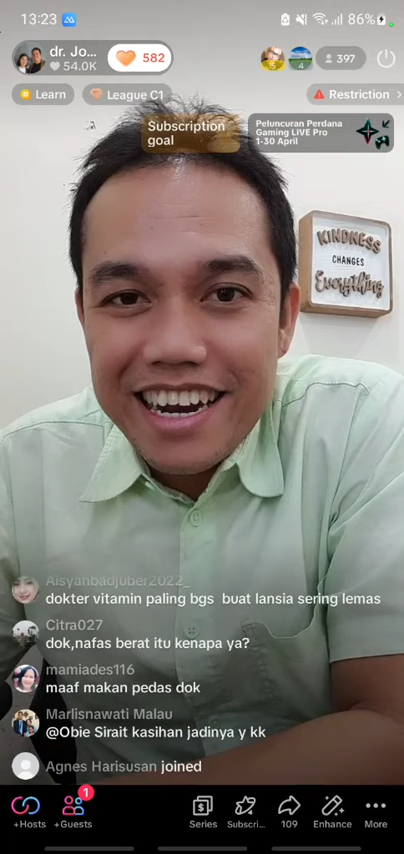 13:23
86%
dr. Jo...
54.0K
582
5
4
397
Learn
League C1
Restriction
Subscription
goal
Peluncuran Perdana
Gaming LIVE Pro
1-30 April
KINDNESS
CHANGES
Everything
Aisyahbadjuber2022_
dokter vitamin paling bgs buat lansia sering lemas
Citra027
dok,nafas berat itu kenapa ya?
mamiades116
maaf makan pedas dok
Marlisnawati Malau
@Obie Sirait kasihan jadinya y kk
Agnes Harisusan joined
1
+Hosts
+Guests
Series
Subscri...
109
Enhance
More